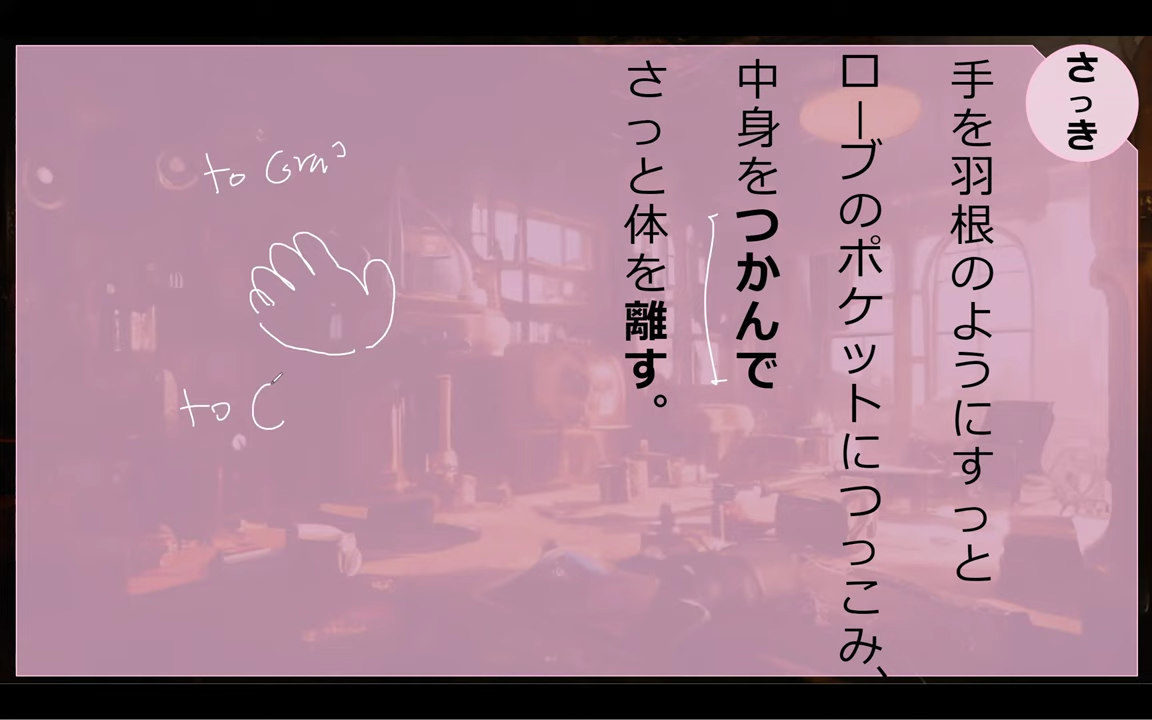 さっき
手を羽根のようにすっと
ローブのポケットにつっこみ、
中身をつかんで
さっと体を離す。
to
to C